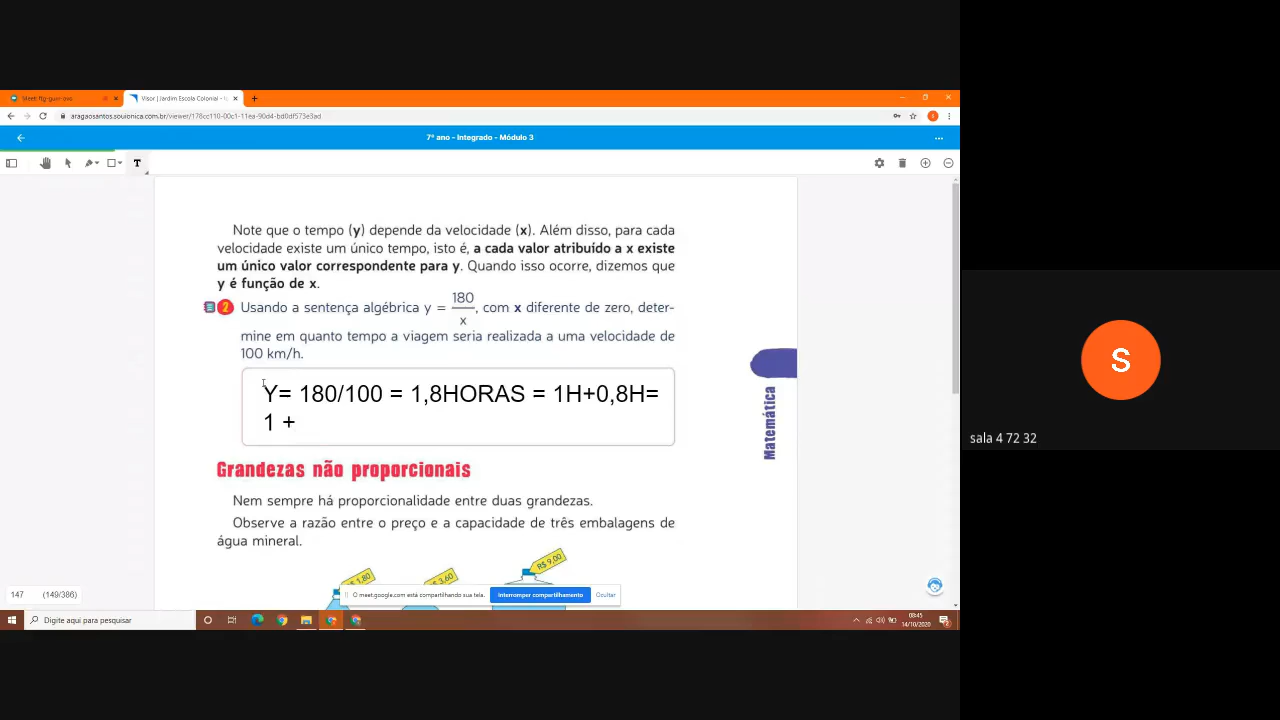 Meet: ftg-guer-ovo
Visor | Jardim Escola Colonial -
aragaosantos.souionica.com.br/viewer/178cc110-00c1-11ea-90d4-bd0df573e3ad
7º ano - Integrado - Módulo 3
T
Note que o tempo (y) depende da velocidade (x). Além disso, para cada
velocidade existe um único tempo, isto é, a cada valor atribuído a x existe
um único valor correspondente para y. Quando isso ocorre, dizemos que
y é função de x.
2 Usando a sentença algébrica y = 180/x, com x diferente de zero, deter-
mine em quanto tempo a viagem seria realizada a uma velocidade de
100 km/h.
Y= 180/100 = 1,8HORAS = 1H+0,8H=
1 +
Matemática
Grandezas não proporcionais
Nem sempre há proporcionalidade entre duas grandezas.
Observe a razão entre o preço e a capacidade de três embalagens de
água mineral.
R$ 1,80
R$ 3,60
R$ 9,00
147 (149/386)
O meet.google.com está compartilhando sua tela.
Interromper compartilhamento
Ocultar
Digite aqui para pesquisar
08:45
14/10/2020
S
sala 4 72 32